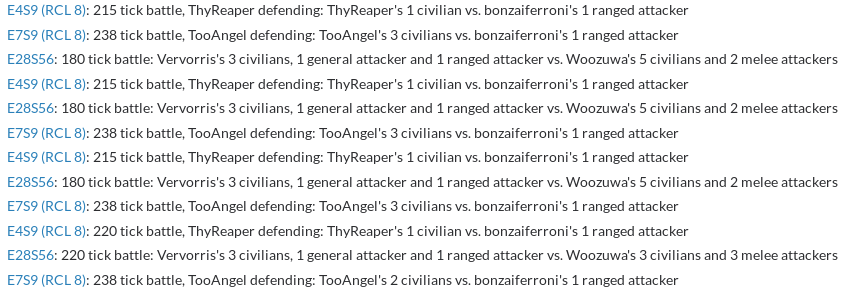 E4S9 (RCL 8): 215 tick battle, ThyReaper defending: ThyReaper's 1 civilian vs. bonzaiferroni's 1 ranged attacker
E7S9 (RCL 8): 238 tick battle, TooAngel defending: TooAngel's 3 civilians vs. bonzaiferroni's 1 ranged attacker
E28S56: 180 tick battle: Vervorris's 3 civilians, 1 general attacker and 1 ranged attacker vs. Woozuwa's 5 civilians and 2 melee attackers
E4S9 (RCL 8): 215 tick battle, ThyReaper defending: ThyReaper's 1 civilian vs. bonzaiferroni's 1 ranged attacker
E28S56: 180 tick battle: Vervorris's 3 civilians, 1 general attacker and 1 ranged attacker vs. Woozuwa's 5 civilians and 2 melee attackers
E7S9 (RCL 8): 238 tick battle, TooAngel defending: TooAngel's 3 civilians vs. bonzaiferroni's 1 ranged attacker
E4S9 (RCL 8): 215 tick battle, ThyReaper defending: ThyReaper's 1 civilian vs. bonzaiferroni's 1 ranged attacker
E28S56: 180 tick battle: Vervorris's 3 civilians, 1 general attacker and 1 ranged attacker vs. Woozuwa's 5 civilians and 2 melee attackers
E7S9 (RCL 8): 238 tick battle, TooAngel defending: TooAngel's 3 civilians vs. bonzaiferroni's 1 ranged attacker
E4S9 (RCL 8): 220 tick battle, ThyReaper defending: ThyReaper's 1 civilian vs. bonzaiferroni's 1 ranged attacker
E28S56: 220 tick battle: Vervorris's 3 civilians, 1 general attacker and 1 ranged attacker vs. Woozuwa's 3 civilians and 3 melee attackers
E7S9 (RCL 8): 238 tick battle, TooAngel defending: TooAngel's 2 civilians vs. bonzaiferroni's 1 ranged attacker